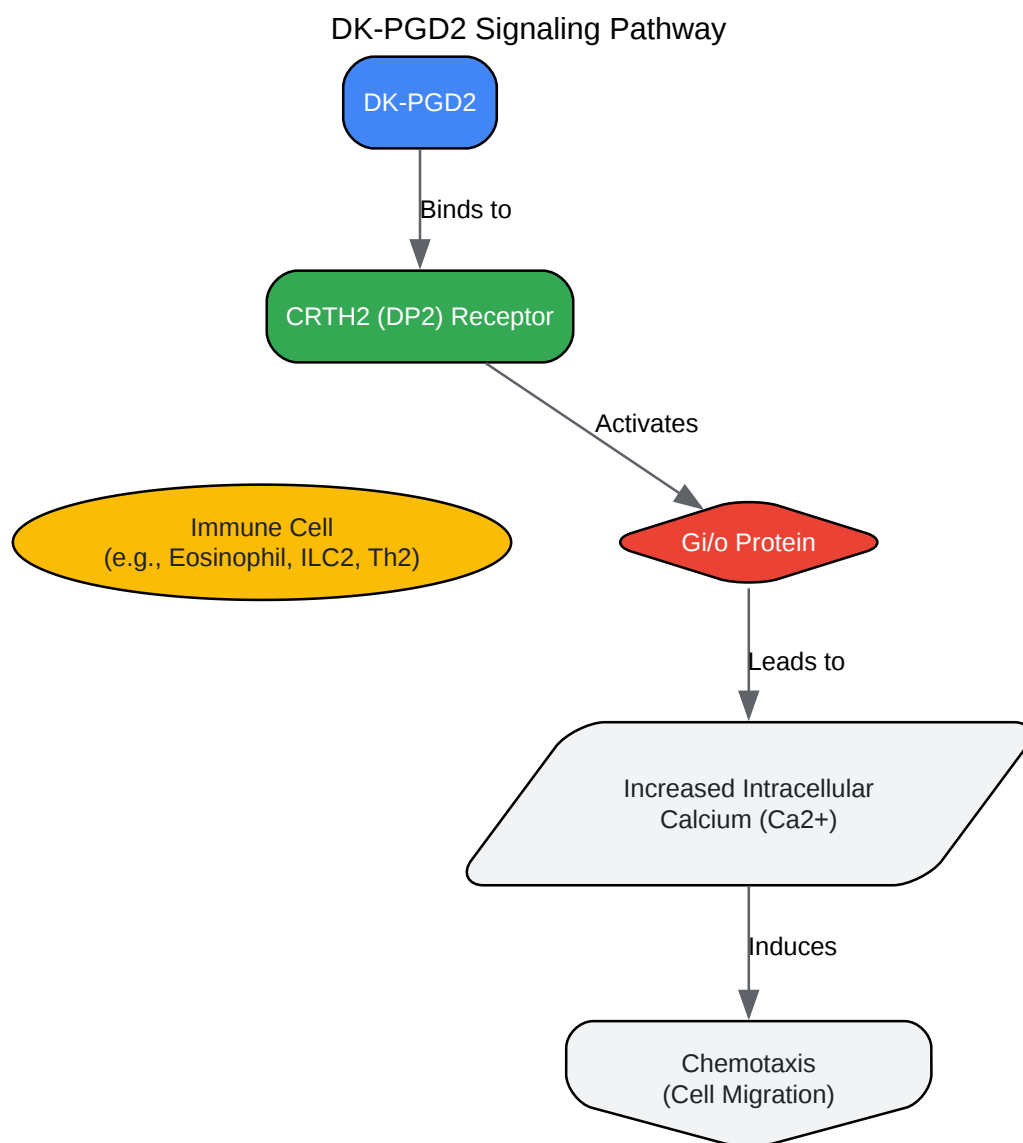 DK-PGD2 Signaling Pathway
DK-PGD2
Binds to
CRTH2 (DP2) Receptor
Activates
Immune Cell
(e.g., Eosinophil, ILC2, Th2)
Gi/o Protein
Leads to
Increased Intracellular
Calcium (Ca2+)
Induces
Chemotaxis
(Cell Migration)